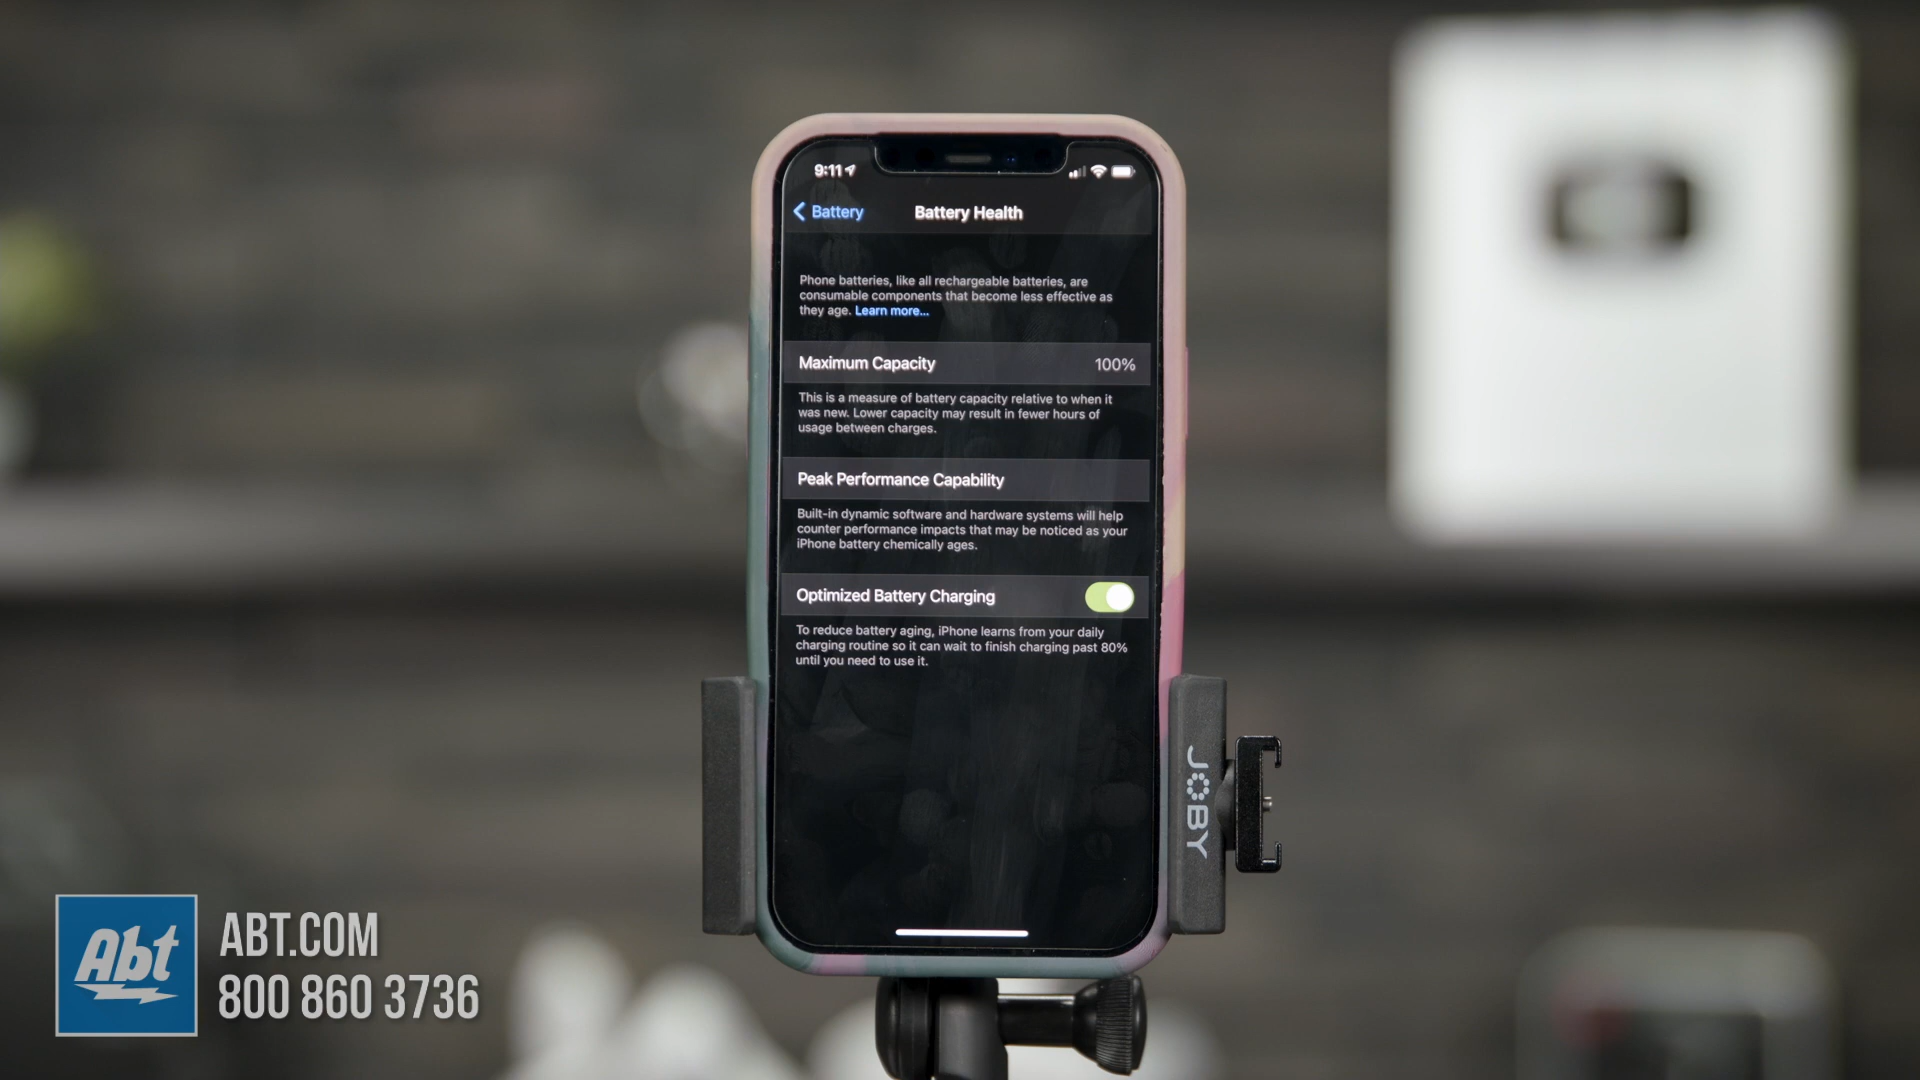 9:11
Battery
Battery Health
Phone batteries, like all rechargeable batteries, are
consumable components that become less effective as
they age. Learn more...
Maximum Capacity 100%
This is a measure of battery capacity relative to when it
was new. Lower capacity may result in fewer hours of
usage between charges.
Peak Performance Capability
Built-in dynamic software and hardware systems will help
counter performance impacts that may be noticed as your
iPhone battery chemically ages.
Optimized Battery Charging
To reduce battery aging, iPhone learns from your daily
charging routine so it can wait to finish charging past 80%
until you need to use it.
JOBY
Abt
ABT.COM
800 860 3736